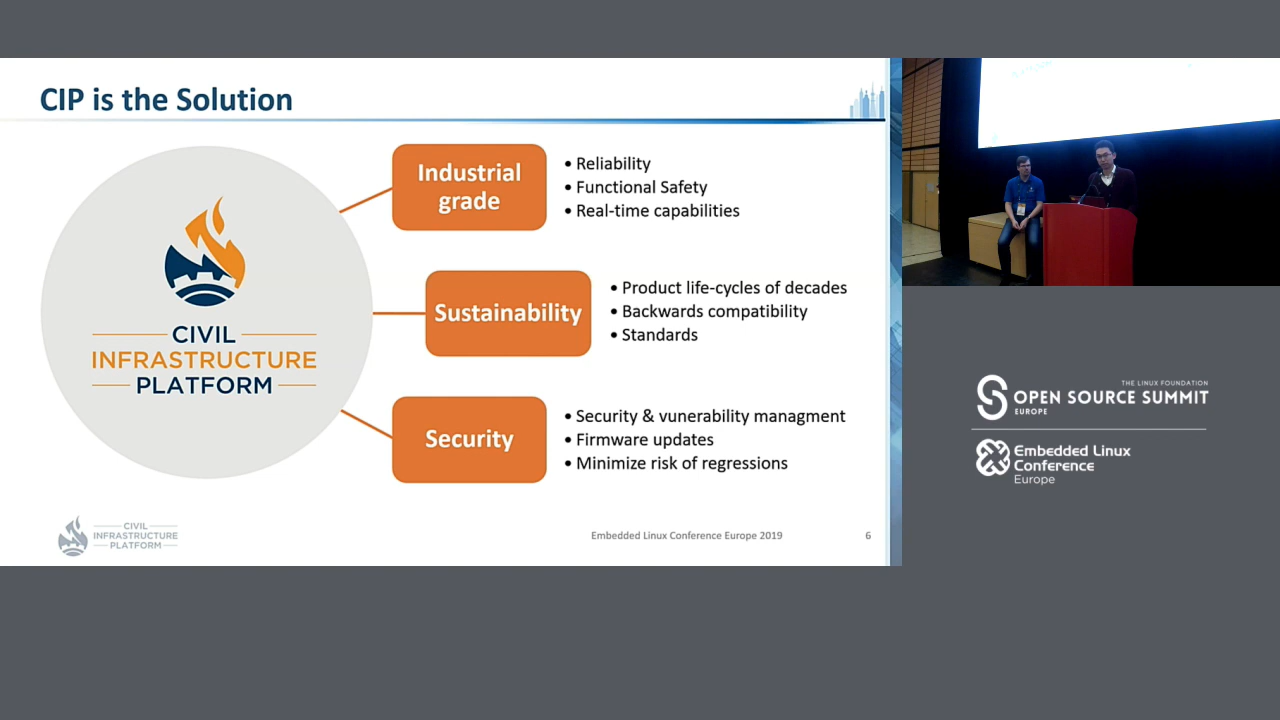 CIP is the Solution
CIVIL
INFRASTRUCTURE
PLATFORM
Industrial
grade
• Reliability
• Functional Safety
• Real-time capabilities
Sustainability
• Product life-cycles of decades
• Backwards compatibility
• Standards
Security
• Security & vunerability managment
• Firmware updates
• Minimize risk of regressions
CIVIL
INFRASTRUCTURE
PLATFORM
Embedded Linux Conference Europe 2019
6
THE LINUX FOUNDATION
OPEN SOURCE SUMMIT
EUROPE
Embedded Linux
Conference
Europe